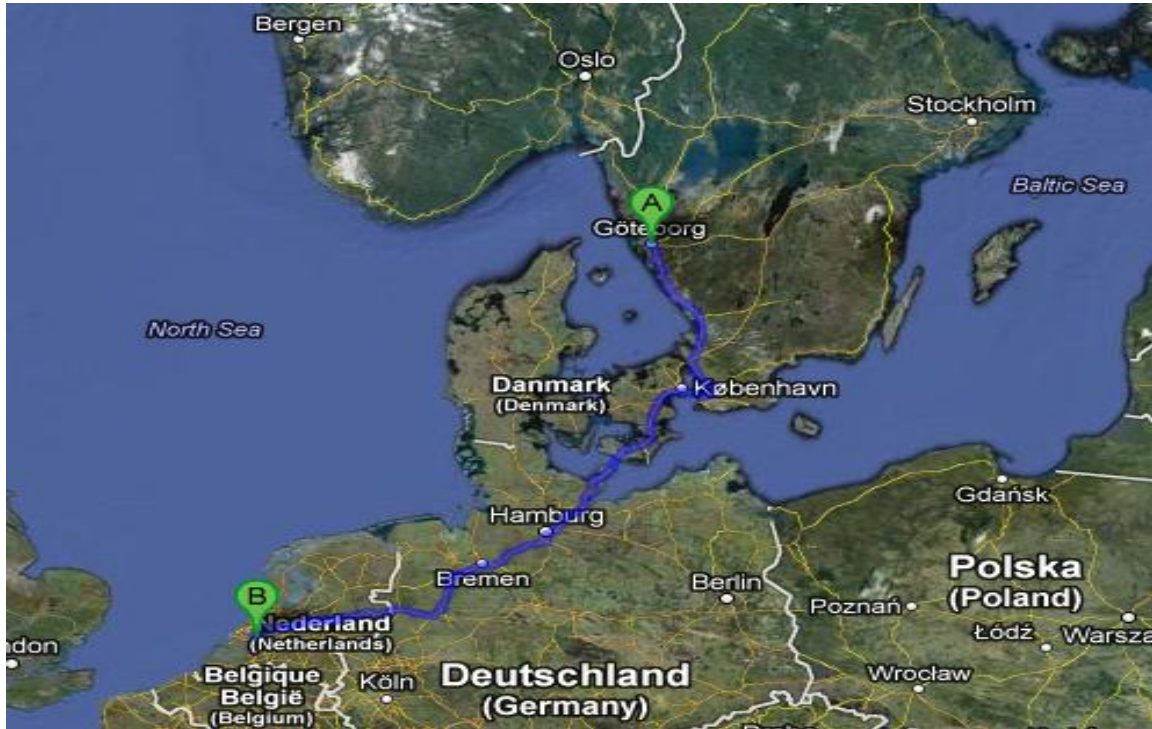 Bergen
Oslo
Stockholm
Baltic Sea
A
Göteborg
North Sea
Danmark
(Denmark)
København
Gdańsk
Hamburg
Bremen
Berlin
Polska
(Poland)
Poznań
B
Nederland
(Netherlands)
Łódź
Warsza
ndon
Belgique
België
(Belgium)
Köln
Deutschland
(Germany)
Wrocław